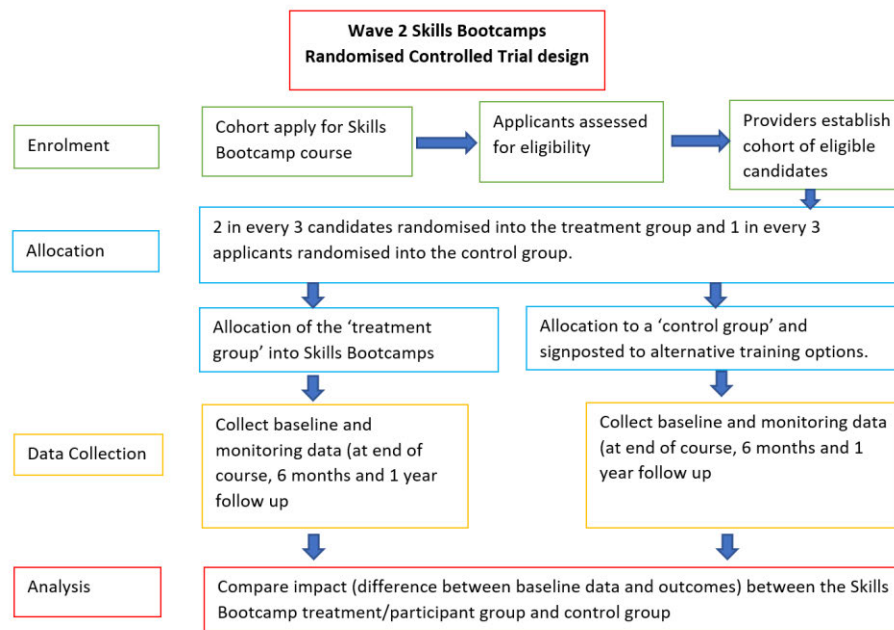 Wave 2 Skills Bootcamps
Randomised Controlled Trial design
Enrolment
Cohort apply for Skills
Bootcamp course
Applicants assessed
for eligibility
Providers establish
cohort of eligible
candidates
Allocation
2 in every 3 candidates randomised into the treatment group and 1 in every 3
applicants randomised into the control group.
Allocation of the ‘treatment
group’ into Skills Bootcamps
Allocation to a ‘control group’ and
signposted to alternative training options.
Data Collection
Collect baseline and
monitoring data (at end of
course, 6 months and 1 year
follow up
Collect baseline and monitoring data
(at end of course, 6 months and 1
year follow up
Analysis
Compare impact (difference between baseline data and outcomes) between the Skills
Bootcamp treatment/participant group and control group